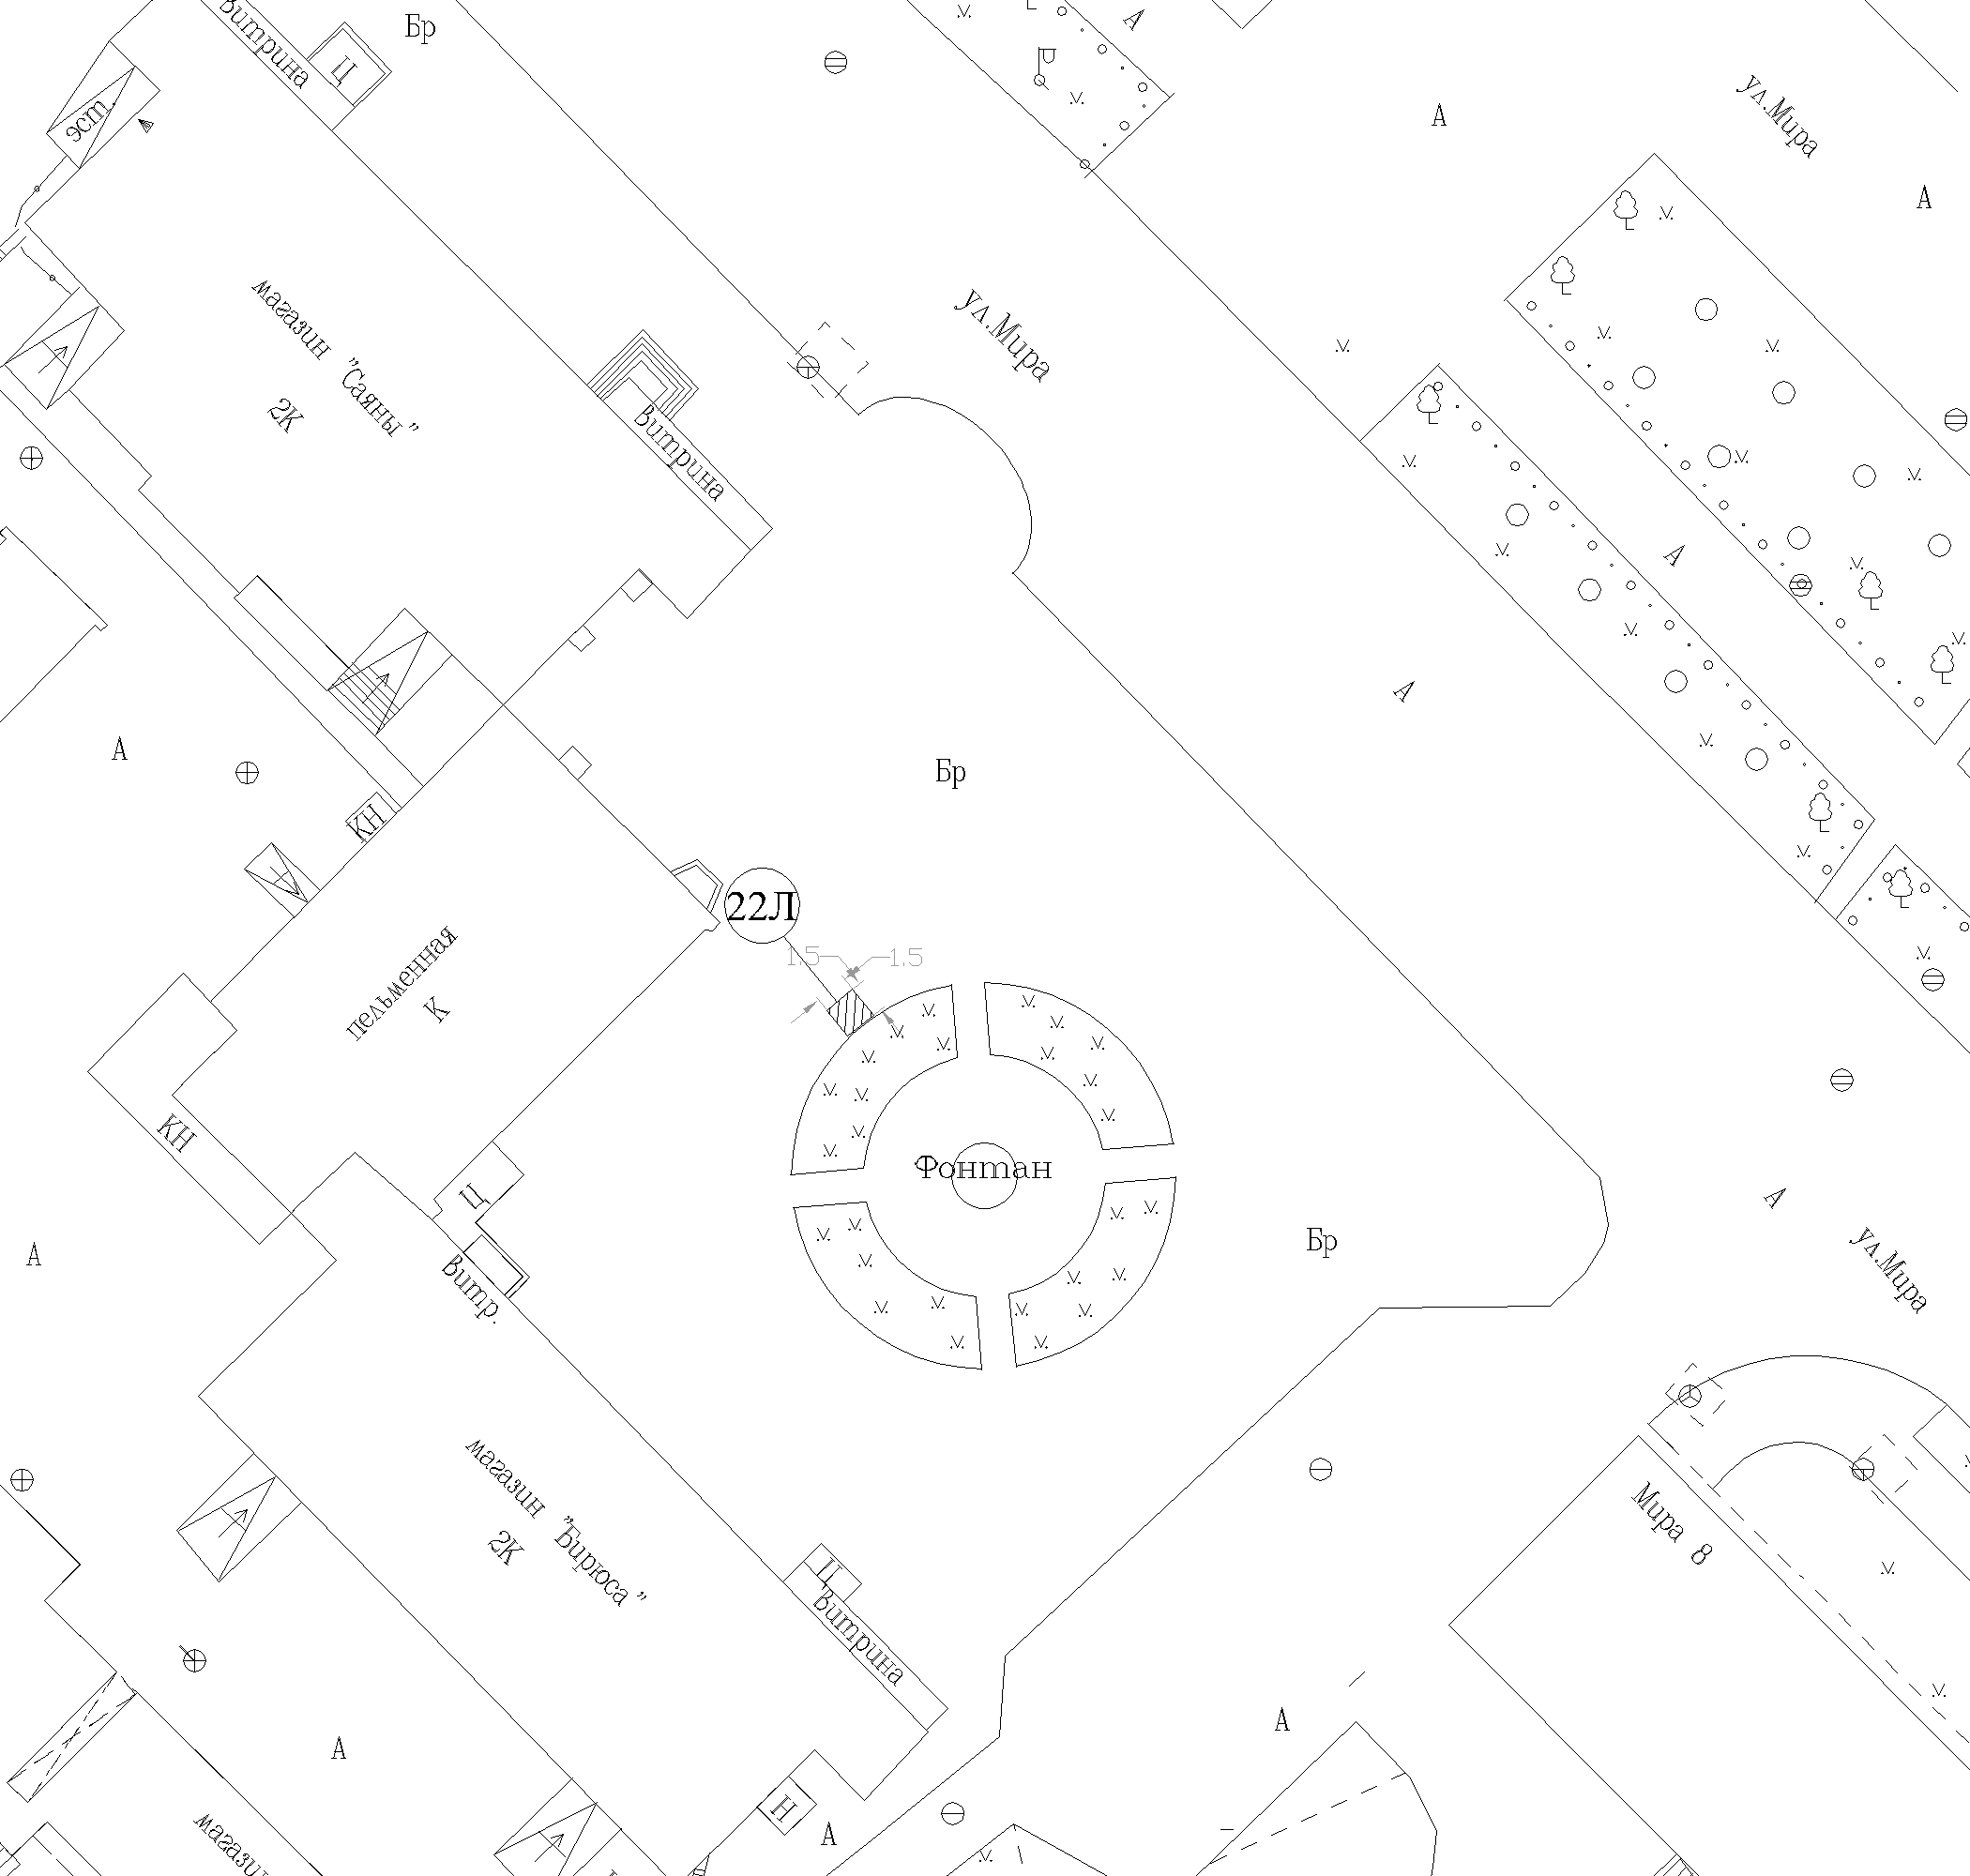 Витрина
Ц
Бр
А
эст.
А
ул.Мира
А
магазин "Саяны"
2К
ул.Мира
Витрина
А
А
А
Бр
КН
22Л
пельменная
К
1.5
1.5
КН
Фонтан
Ц
А
А
Бр
ул.Мира
Витр.
магазин "Бирюса"
2К
Мира 8
Ц
Витрина
А
А
Н
А